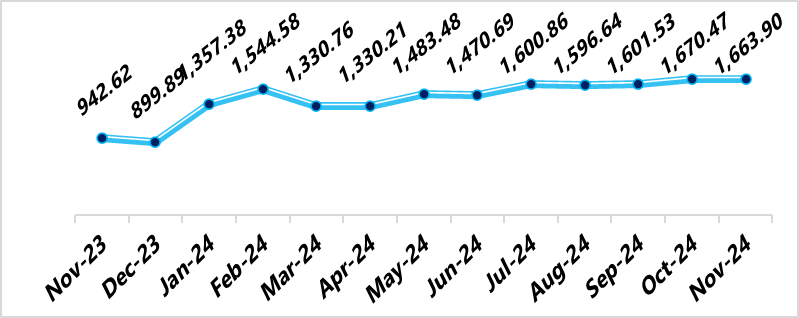 942.62
899.89
1,357.38
1,544.58
1,330.76
1,330.21
1,483.48
1,470.69
1,600.86
1,596.64
1,601.53
1,670.47
1,663.90
Nov-23
Dec-23
Jan-24
Feb-24
Mar-24
Apr-24
May-24
Jun-24
Jul-24
Aug-24
Sep-24
Oct-24
Nov-24